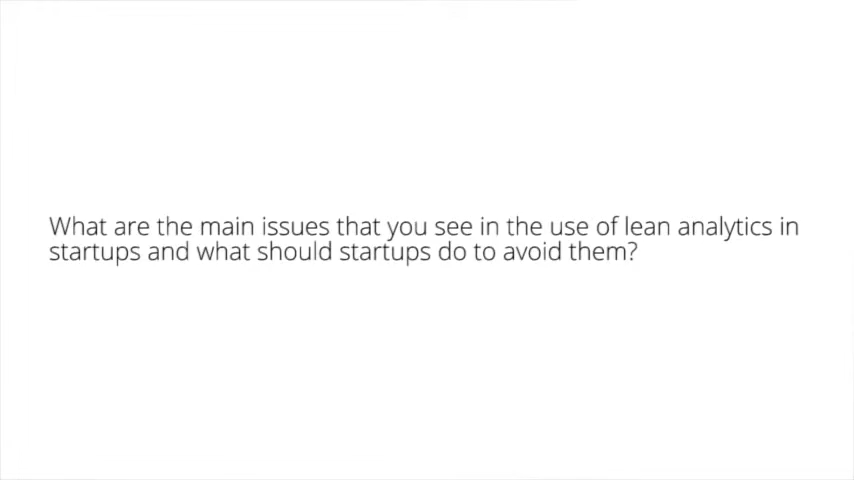 What are the main issues that you see in the use of lean analytics in
startups and what should startups do to avoid them?